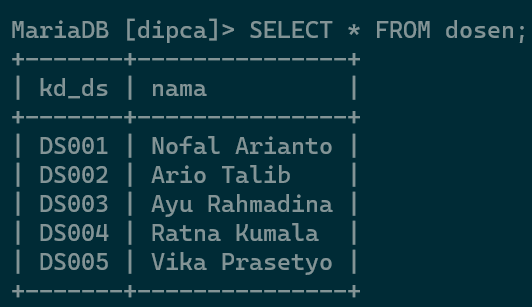 MariaDB [dipca]> SELECT * FROM dosen;
+-------+---------------+
| kd_ds | nama          |
+-------+---------------+
| DS001 | Nofal Arianto |
| DS002 | Ario Talib    |
| DS003 | Ayu Rahmadina |
| DS004 | Ratna Kumala  |
| DS005 | Vika Prasetyo |
+-------+---------------+